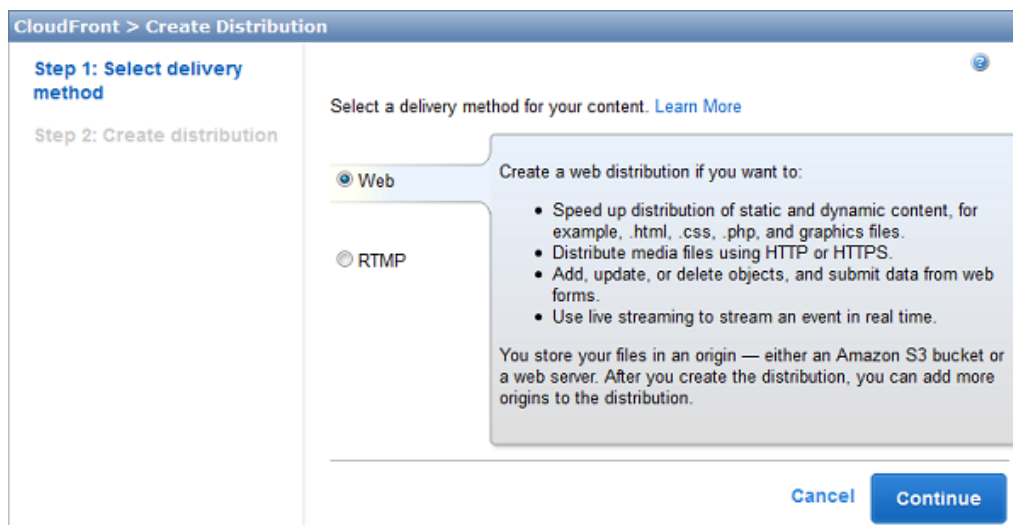 CloudFront > Create Distribution
Step 1: Select delivery
method
Step 2: Create distribution
Select a delivery method for your content. Learn More
Web
RTMP
Create a web distribution if you want to:
• Speed up distribution of static and dynamic content, for
example, .html, .css, .php, and graphics files.
• Distribute media files using HTTP or HTTPS.
• Add, update, or delete objects, and submit data from web
forms.
• Use live streaming to stream an event in real time.
You store your files in an origin — either an Amazon S3 bucket or
a web server. After you create the distribution, you can add more
origins to the distribution.
Cancel
Continue